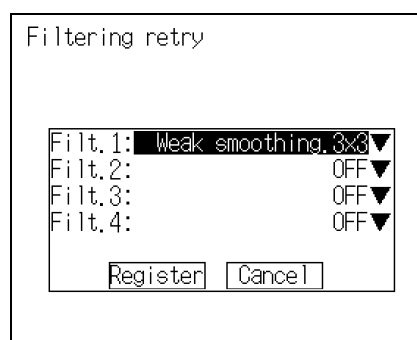 Filtering retry
Filt.1: Weak smoothing.3x3▼
Filt.2: OFF▼
Filt.3: OFF▼
Filt.4: OFF▼
Register Cancel